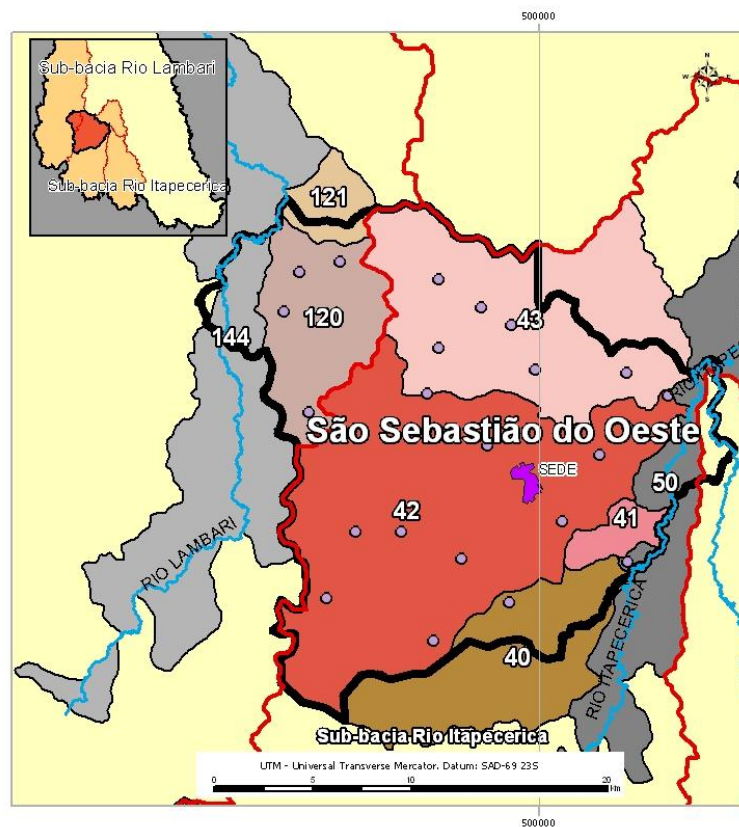 500000
N
W E
S
Sub-bacia Rio Lambari
Sub-bacia Rio Itapecerica
121
120
43
144
São Sebastião do Oeste
SEDE
50
42
41
RIO LAMBARI
RIO ITAPECERICA
40
Sub-bacia Rio Itapecerica
UTM - Universal Transverse Mercator. Datum: SAD-69 23S
0 5 10 20
Km
500000